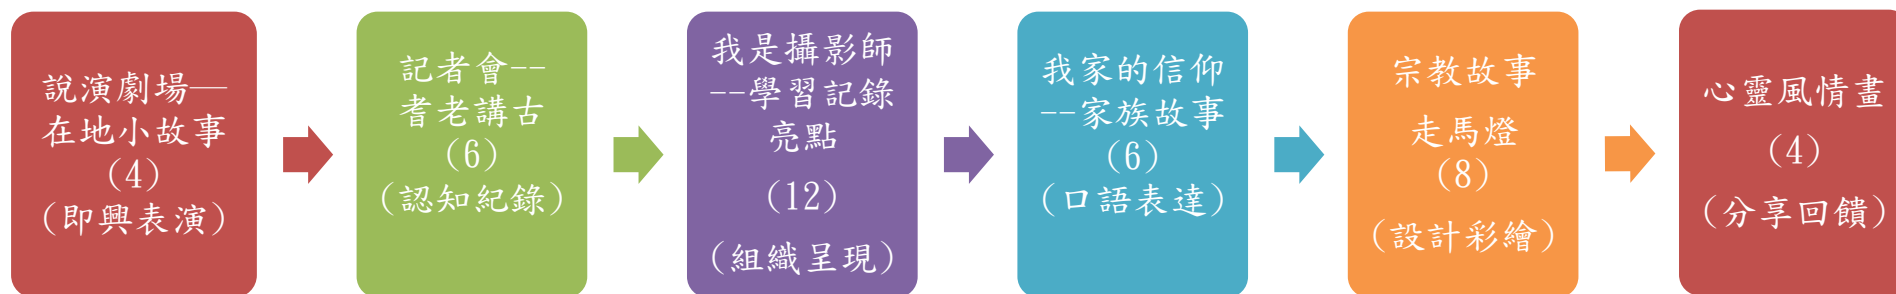 說演劇場—
在地小故事
(4)
(即興表演)
記者會--
耆老講古
(6)
(認知紀錄)
我是攝影師
--學習記錄
亮點
(12)
(組織呈現)
我家的信仰
--家族故事
(6)
(口語表達)
宗教故事
走馬燈
(8)
(設計彩繪)
心靈風情畫
(4)
(分享回饋)